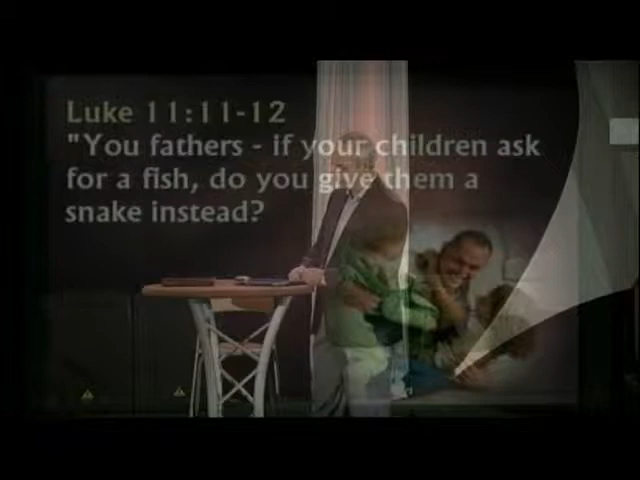 Luke 11:11-12
"You fathers - if your children ask
for a fish, do you give them a
snake instead?